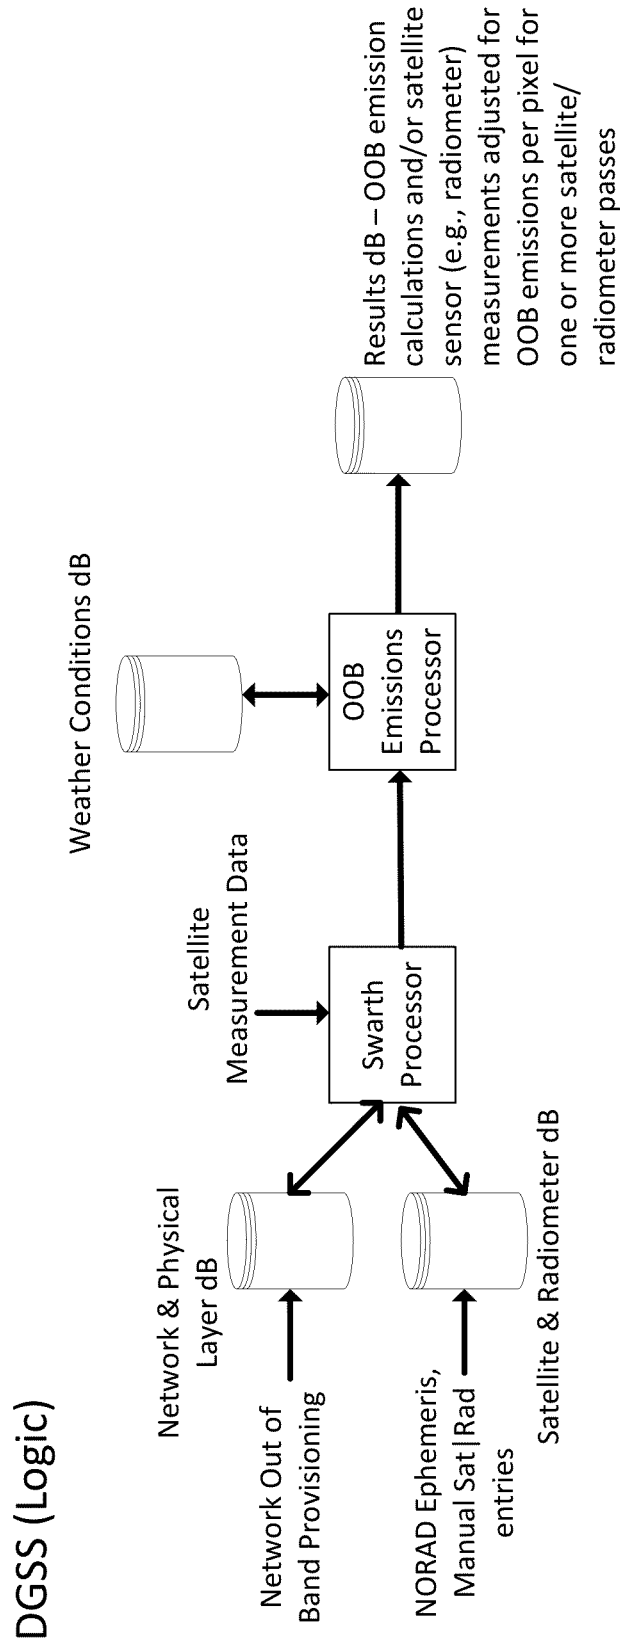 DGSS (Logic)
Network Out of
Band Provisioning
NORAD Ephemeris,
Manual Sat|Rad
entries
Network & Physical
Layer dB
Satellite & Radiometer dB
Satellite
Measurement Data
Swarth
Processor
Weather Conditions dB
OOB
Emissions
Processor
Results dB – OOB emission
calculations and/or satellite
sensor (e.g., radiometer)
measurements adjusted for
OOB emissions per pixel for
one or more satellite/
radiometer passes